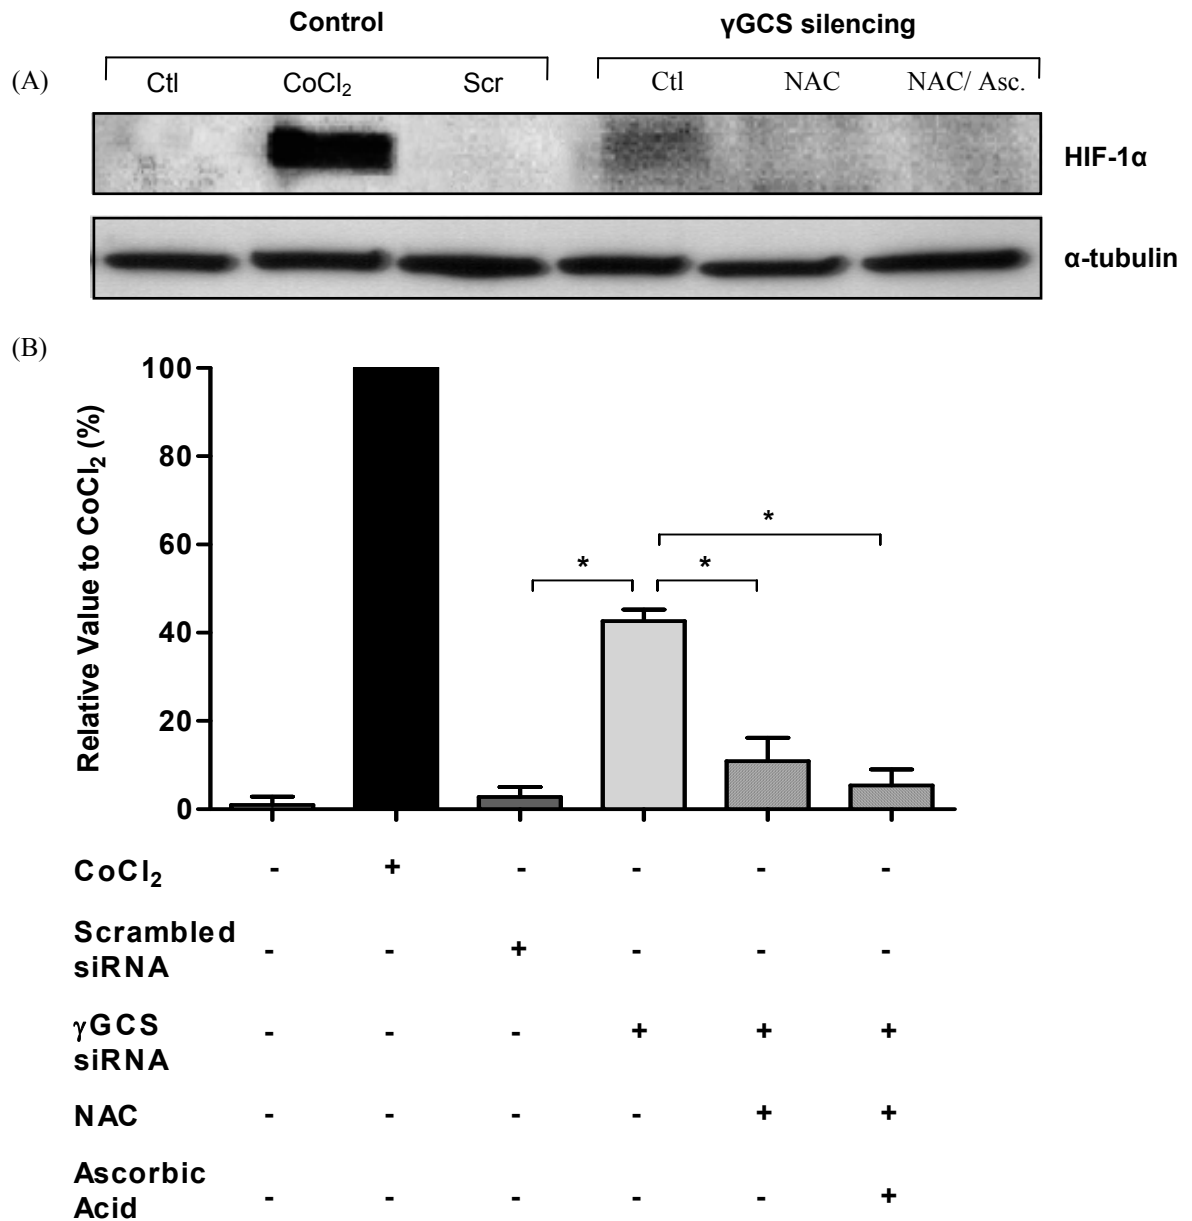 Control γGCS silencing
(A) Ctl CoCl₂ Scr Ctl NAC NAC/ Asc.
HIF-1α
α-tubulin
(B)
Relative Value to CoCl₂ (%)
100
80
60
40
20
0
*
* *
CoCl₂ - + - - - -
Scrambled
siRNA - - + - - -
γGCS
siRNA - - - + + +
NAC - - - - + +
Ascorbic
Acid - - - - - +